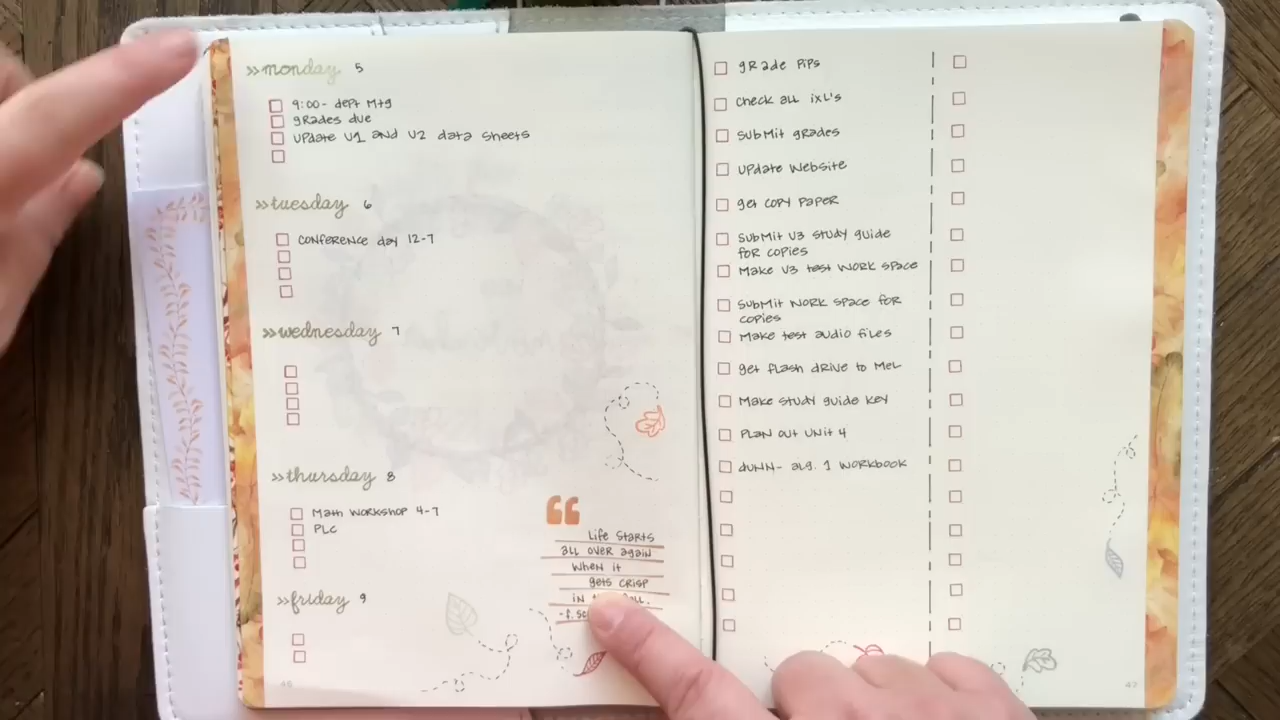 »monday 5
9:00- dept Mtg
grades due
update U1 and U2 data sheets
»tuesday 6
conference day 12-7
»wednesday 7
»thursday 8
Math workshop 4-7
PLC
»friday 9
“
Life starts
all over again
when it
gets crisp
in
46
grade PiPs
check all iXL's
submit grades
update website
get copy paper
submit U3 study guide
for copies
Make U3 test work space
submit work space for
copies
Make test audio files
get flash drive to Mel
Make study guide key
Plan out Unit 4
dunn- alg. 1 workbook
47